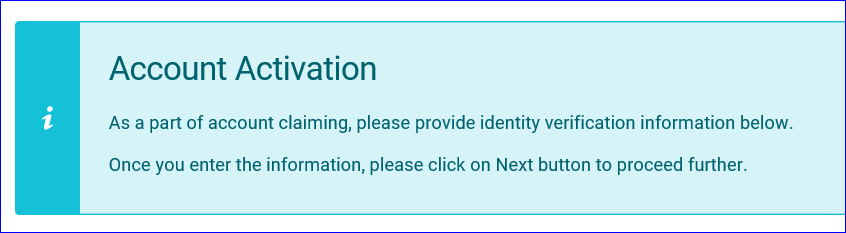 Account Activation
As a part of account claiming, please provide identity verification information below.
Once you enter the information, please click on Next button to proceed further.